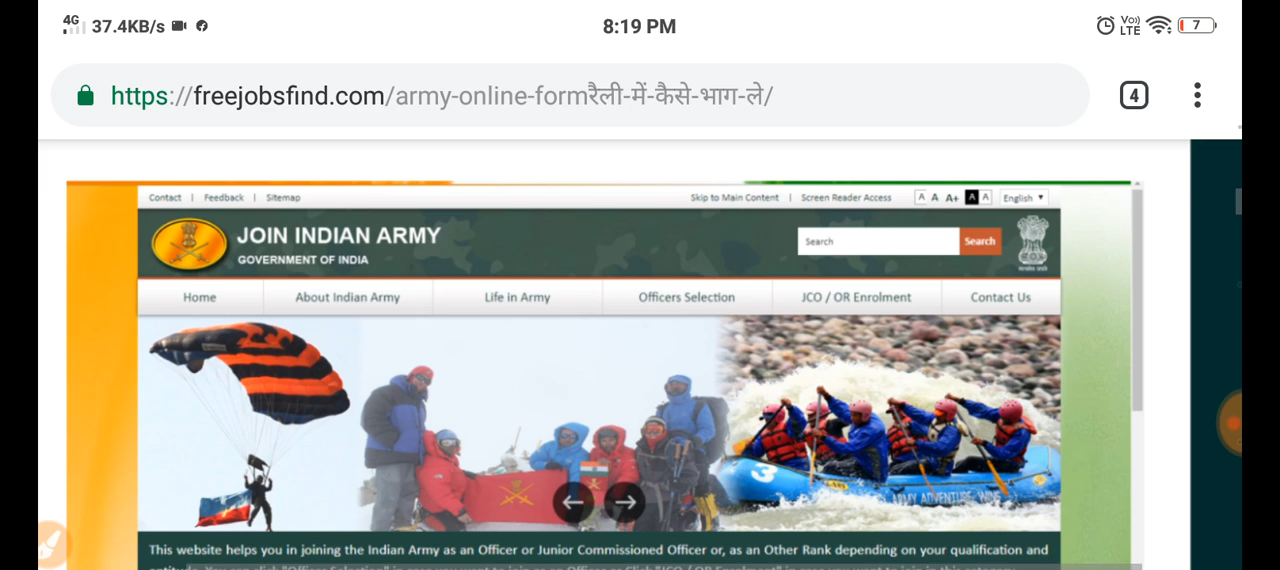 4G 37.4KB/s 8:19 PM Vo) LTE 7
https://freejobsfind.com/army-online-formरैली-में-कैसे-भाग-ले/ 4
Contact | Feedback | Sitemap Skip to Main Content | Screen Reader Access A A A+ A A English
JOIN INDIAN ARMY
GOVERNMENT OF INDIA
Search Search
Home About Indian Army Life in Army Officers Selection JCO / OR Enrolment Contact Us
3 ARMY ADVENTURE WING
This website helps you in joining the Indian Army as an Officer or Junior Commissioned Officer or, as an Other Rank depending on your qualification and